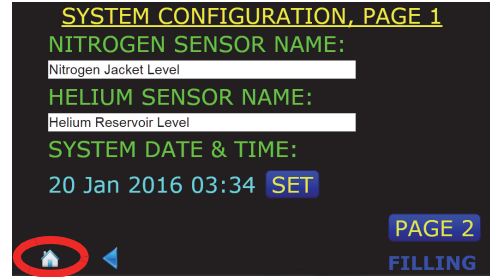 SYSTEM CONFIGURATION, PAGE 1
NITROGEN SENSOR NAME:
Nitrogen Jacket Level
HELIUM SENSOR NAME:
Helium Reservoir Level
SYSTEM DATE & TIME:
20 Jan 2016 03:34 SET
PAGE 2
FILLING